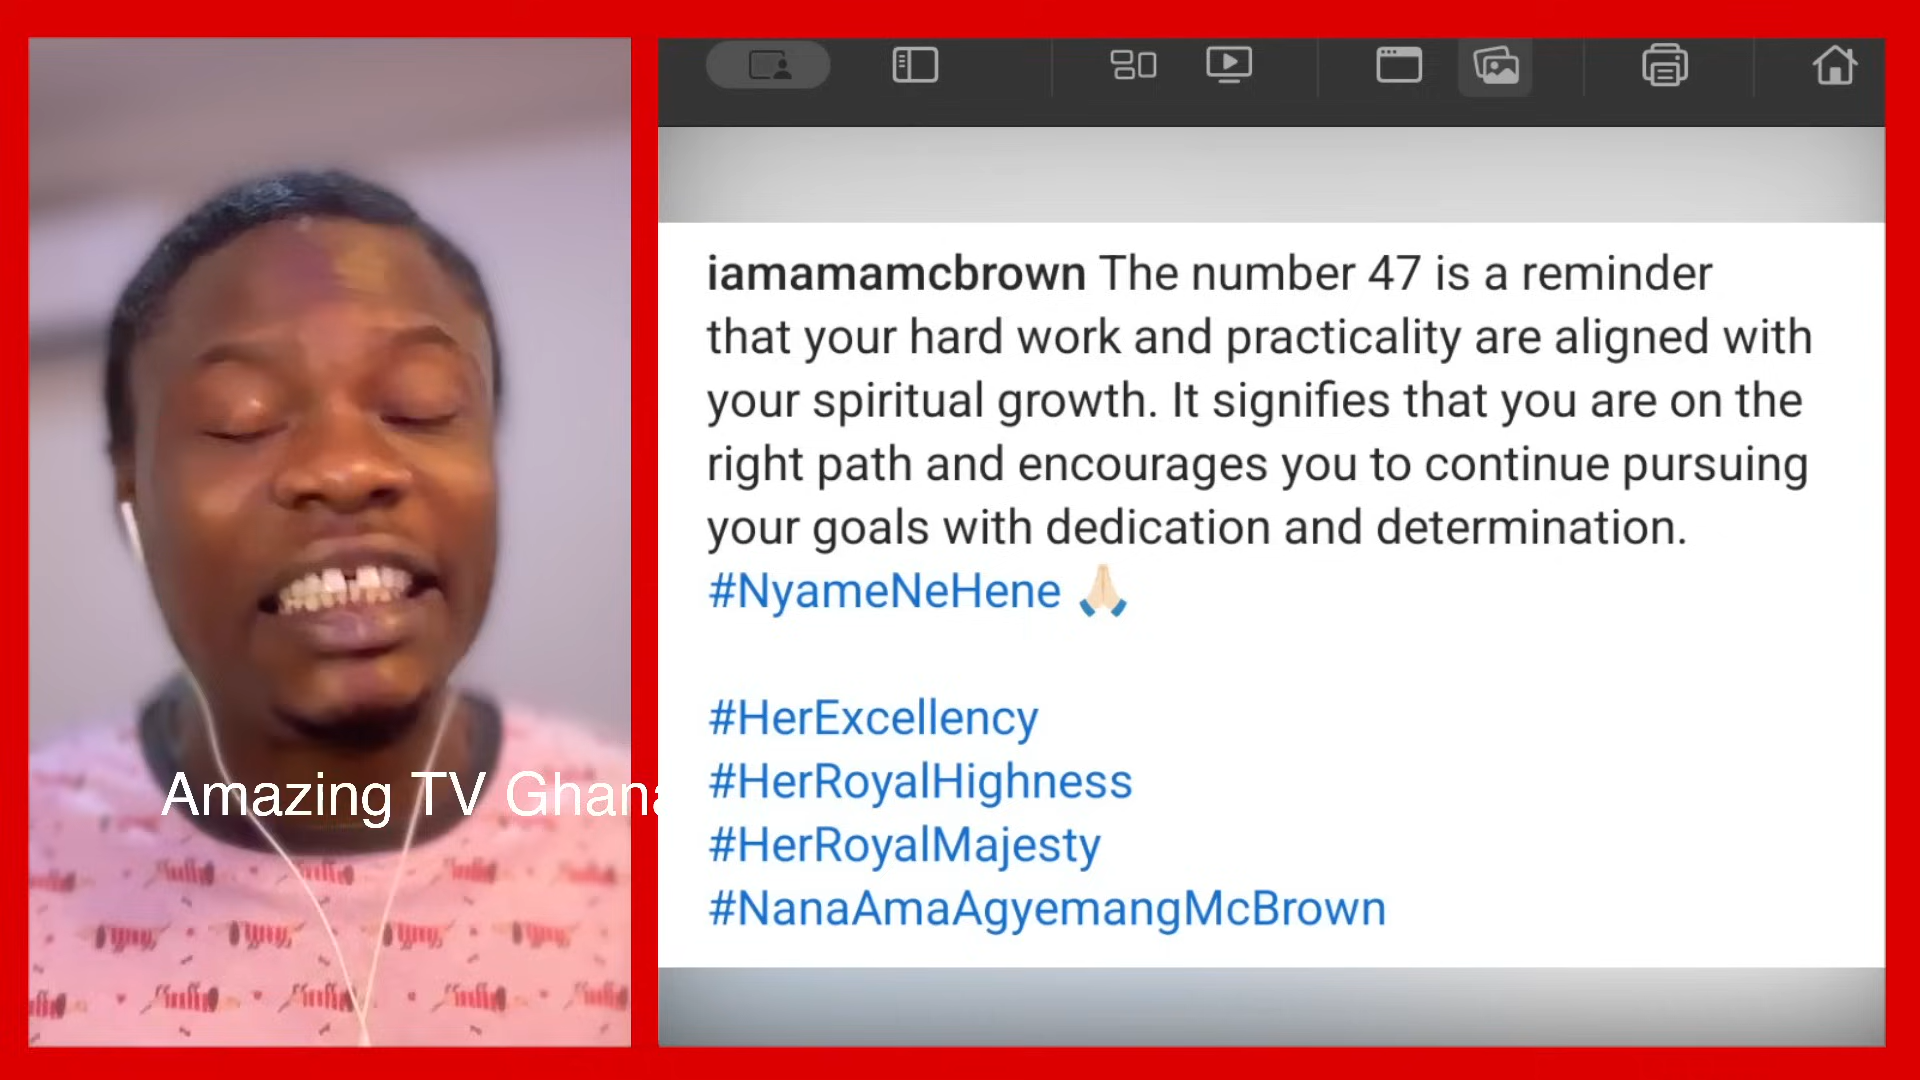 iamamamcbrown The number 47 is a reminder
that your hard work and practicality are aligned with
your spiritual growth. It signifies that you are on the
right path and encourages you to continue pursuing
your goals with dedication and determination.
#NyameNeHene 🙏🏻
#HerExcellency
#HerRoyalHighness
#HerRoyalMajesty
#NanaAmaAgyemangMcBrown
Amazing TV Ghana